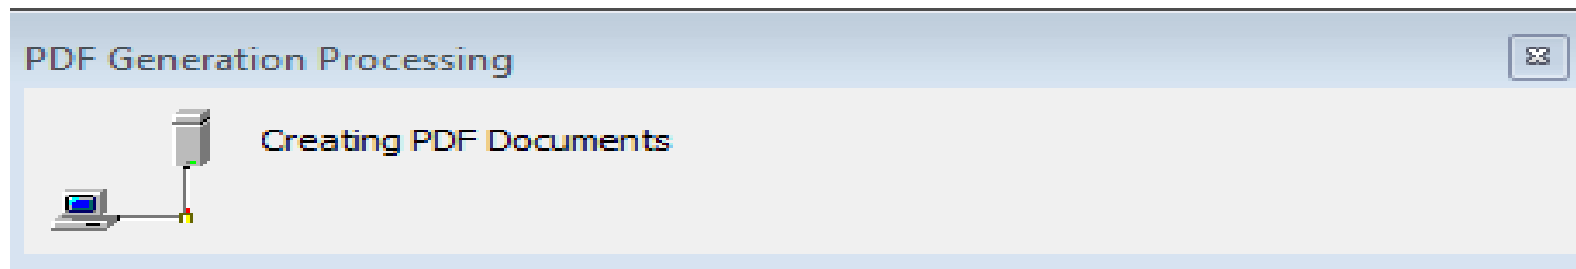 PDF Generation Processing
Creating PDF Documents